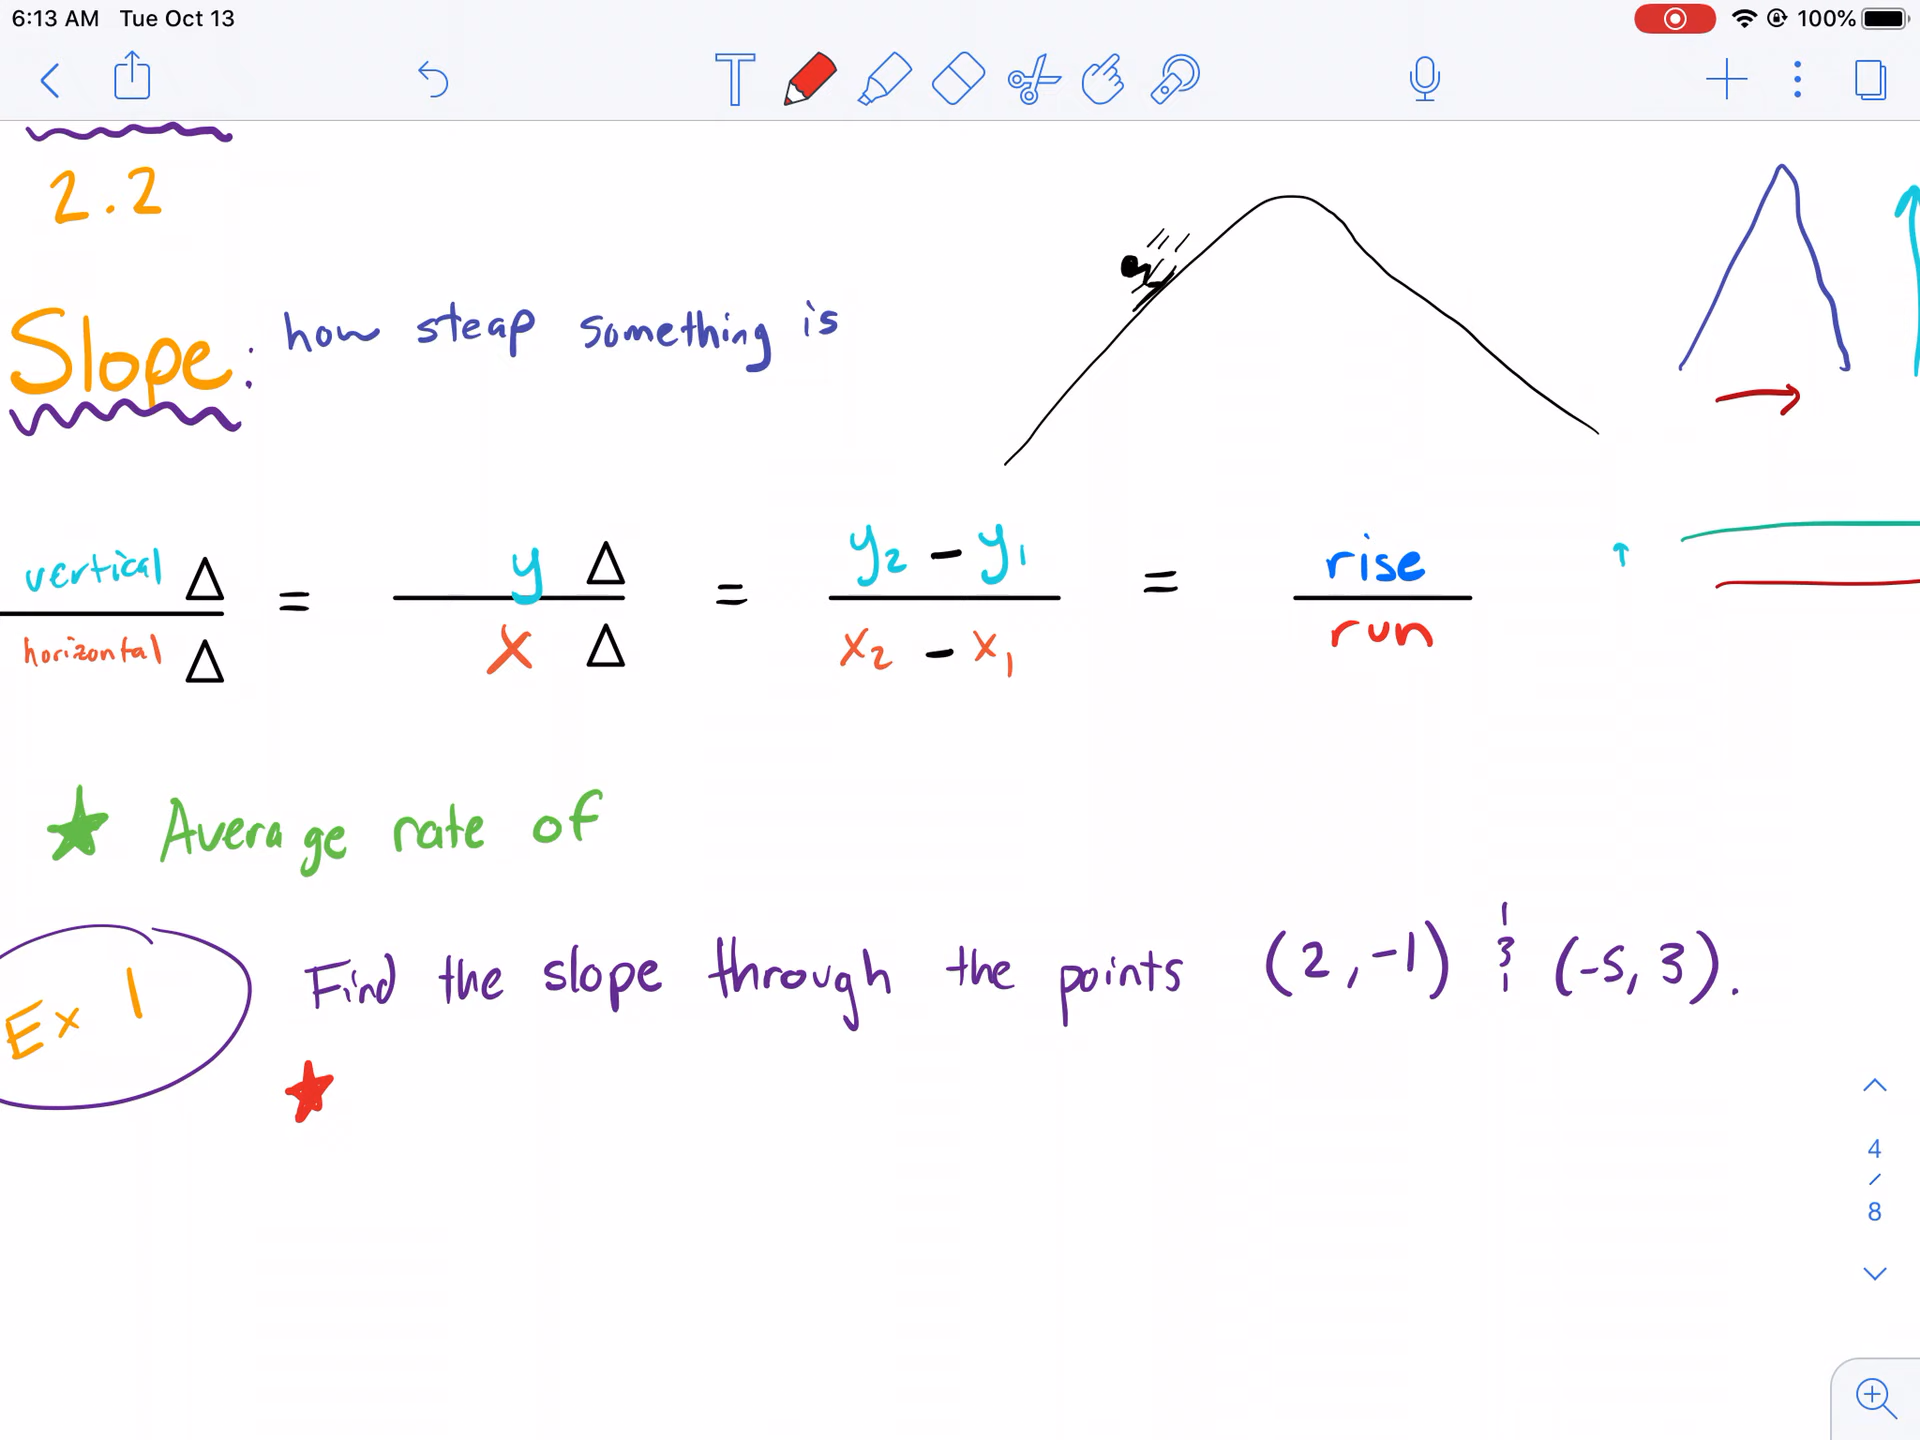 6:13 AM Tue Oct 13
100%
2.2
Slope: how steap something is
vertical Δ / horizontal Δ = y Δ / x Δ = y₂ - y₁ / x₂ - x₁ = rise / run
★ Average rate of
Ex 1 Find the slope through the points (2, -1) & (-5, 3).
★
4
/
8